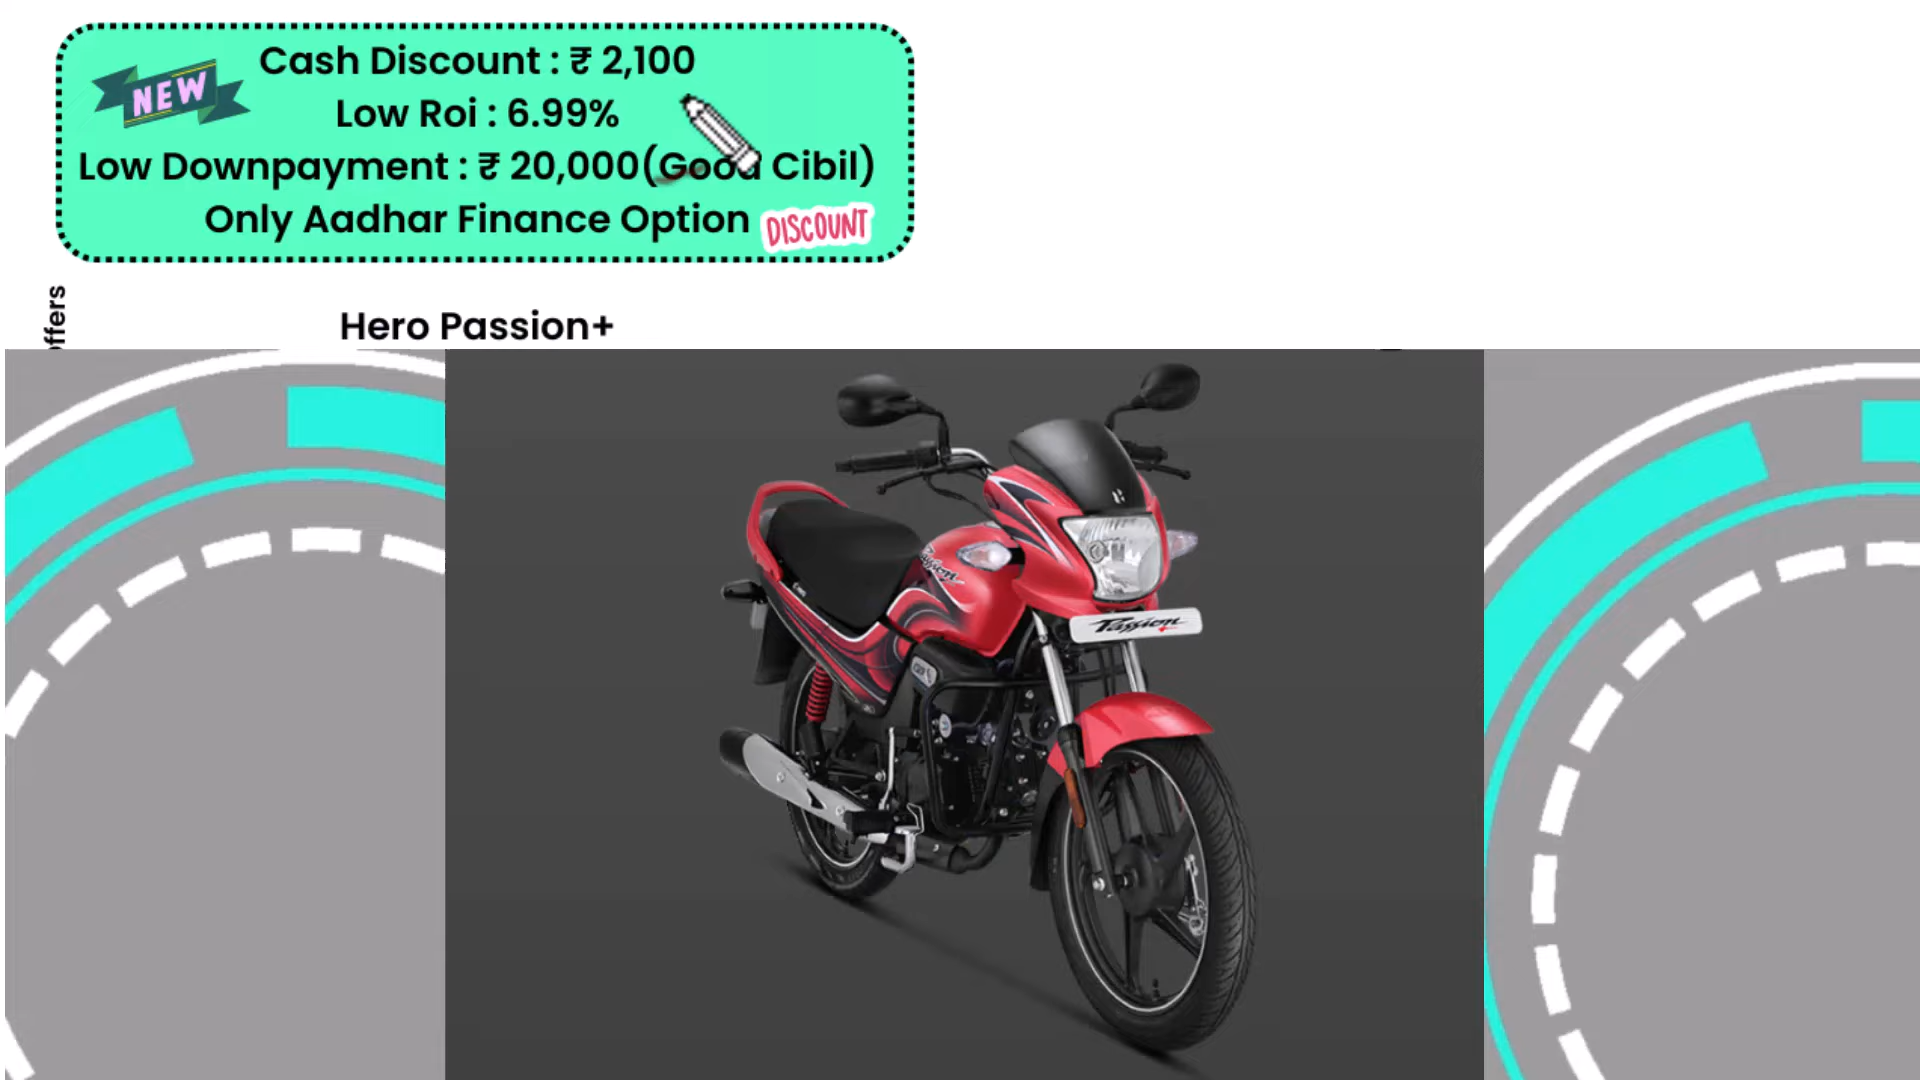 NEW
Cash Discount : ₹ 2,100
Low Roi : 6.99%
Low Downpayment : ₹ 20,000(Good Cibil)
Only Aadhar Finance Option
DISCOUNT
Hero Passion+
Passion
Passion+